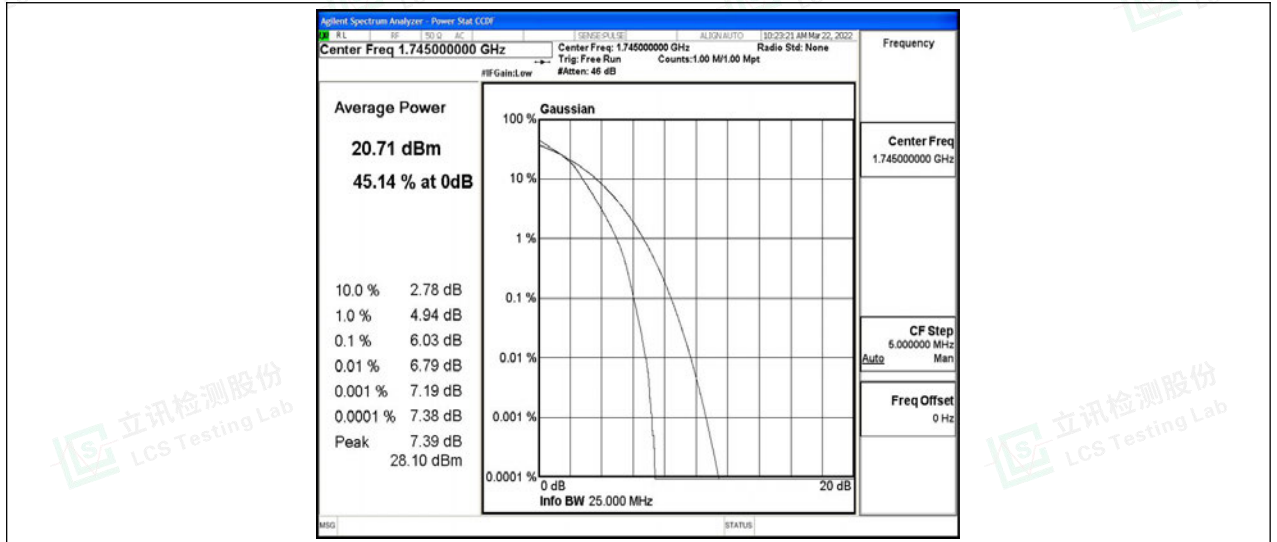 Agilent Spectrum Analyzer - Power Stat CCDF
RL RF 50 Ω AC SENSE:PULSE ALIGN AUTO 10:23:21 AM Mar 22, 2022
Center Freq 1.745000000 GHz
Center Freq: 1.745000000 GHz
Radio Std: None
Trig: Free Run
Counts:1.00 M/1.00 Mpt
#IFGain:Low
#Atten: 46 dB
Frequency
Average Power
20.71 dBm
45.14 % at 0dB
10.0 % 2.78 dB
1.0 % 4.94 dB
0.1 % 6.03 dB
0.01 % 6.79 dB
0.001 % 7.19 dB
0.0001 % 7.38 dB
Peak 7.39 dB
28.10 dBm
Gaussian
100 %
10 %
1 %
0.1 %
0.01 %
0.001 %
0.0001 %
0 dB
20 dB
Info BW 25.000 MHz
Center Freq
1.745000000 GHz
CF Step
5.000000 MHz
Auto Man
Freq Offset
0 Hz
MSG
STATUS
立讯检测股份
LCS Testing Lab
立讯检测股份
LCS Testing Lab